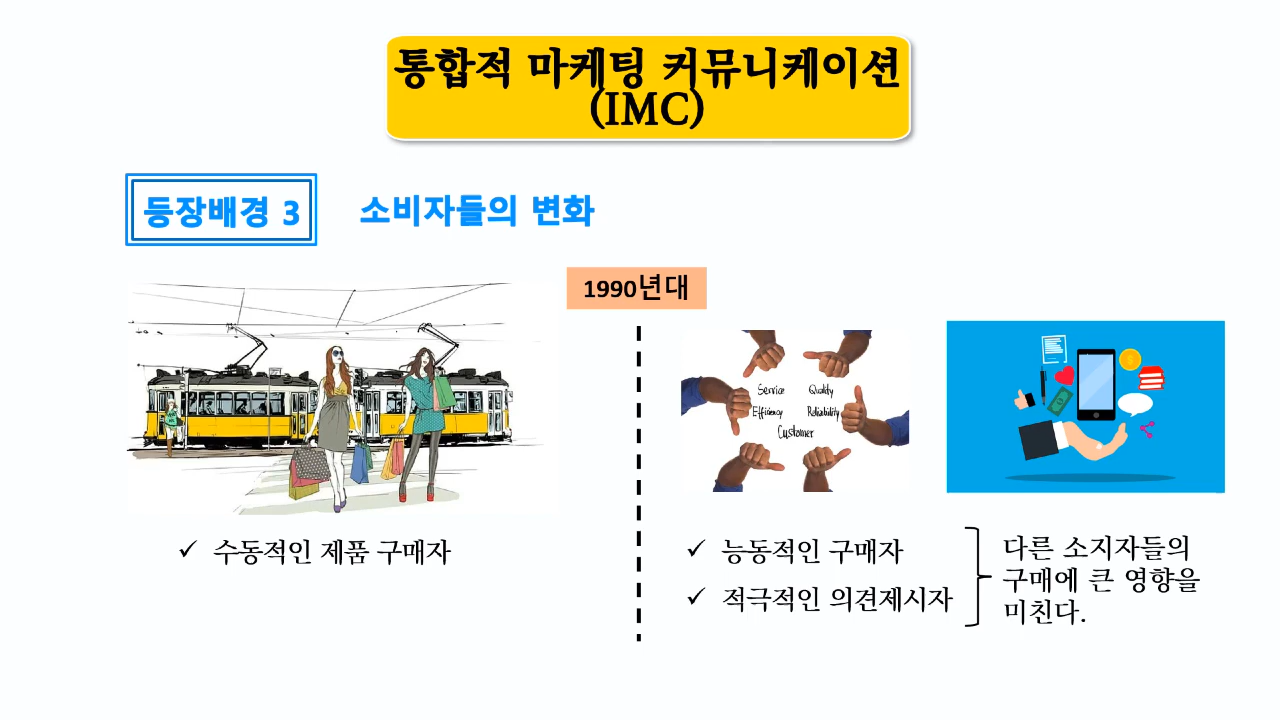 통합적 마케팅 커뮤니케이션
(IMC)
등장배경 3
소비자들의 변화
1990년대
Service
Quality
Efficiency
Reliability
Customer
✓ 수동적인 제품 구매자
✓ 능동적인 구매자
✓ 적극적인 의견제시자
다른 소지자들의
구매에 큰 영향을
미친다.